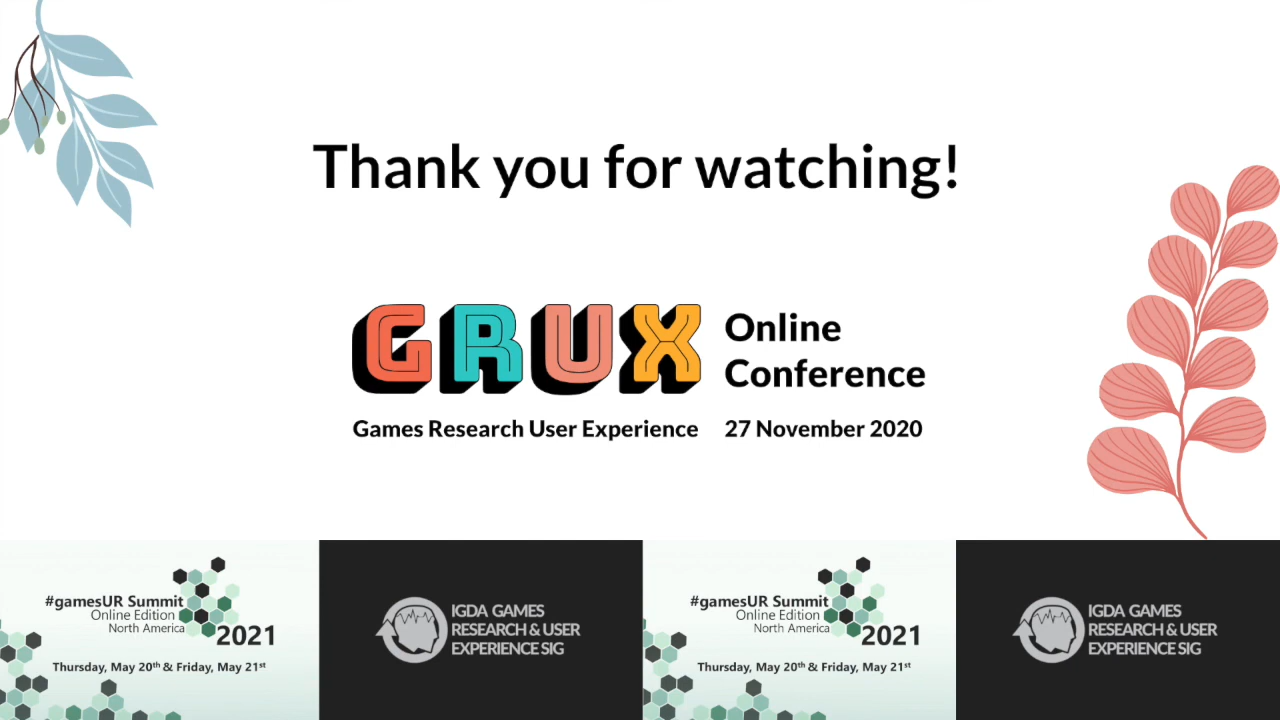 Thank you for watching!
GRUX
Online
Conference
Games Research User Experience
27 November 2020
#gamesUR Summit
Online Edition
North America
2021
Thursday, May 20th & Friday, May 21st
IGDA GAMES
RESEARCH & USER
EXPERIENCE SIG
#gamesUR Summit
Online Edition
North America
2021
Thursday, May 20th & Friday, May 21st
IGDA GAMES
RESEARCH & USER
EXPERIENCE SIG